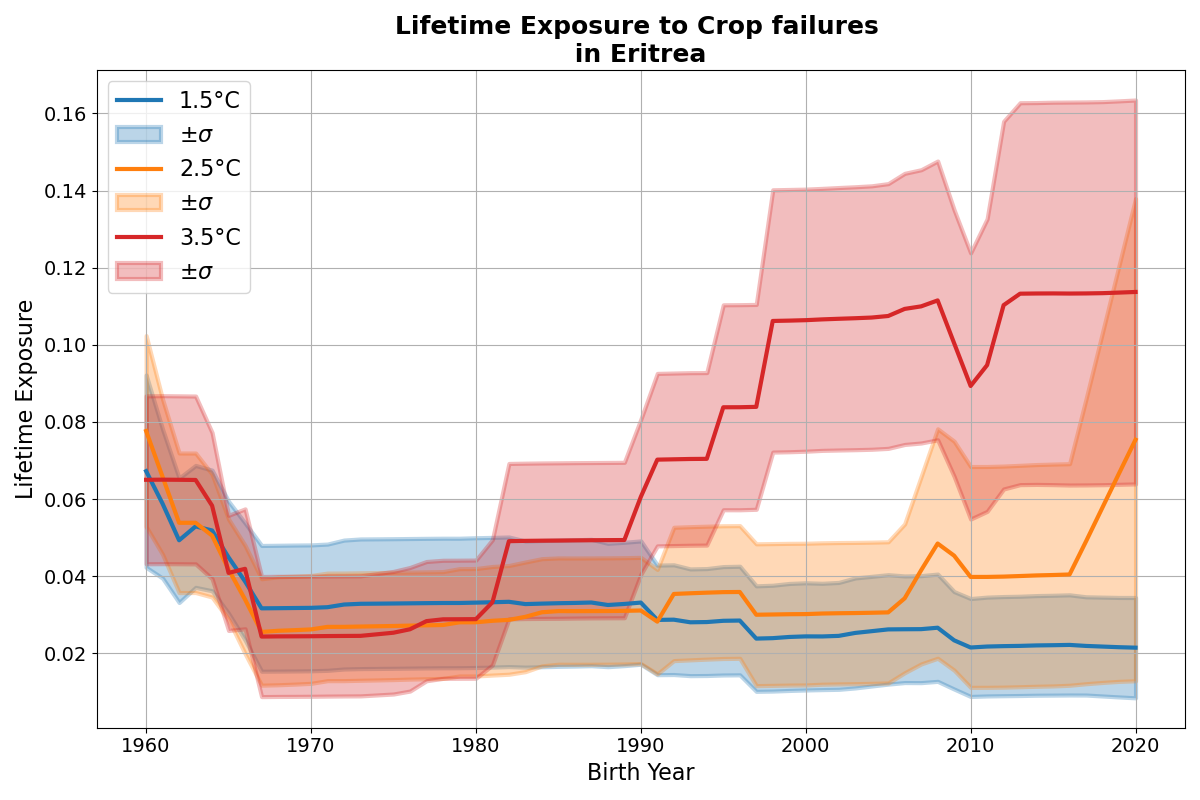 Lifetime Exposure to Crop failures
in Eritrea
1.5°C
±σ
2.5°C
±σ
3.5°C
±σ
Lifetime Exposure
0.16
0.14
0.12
0.10
0.08
0.06
0.04
0.02
1960
1970
1980
1990
2000
2010
2020
Birth Year